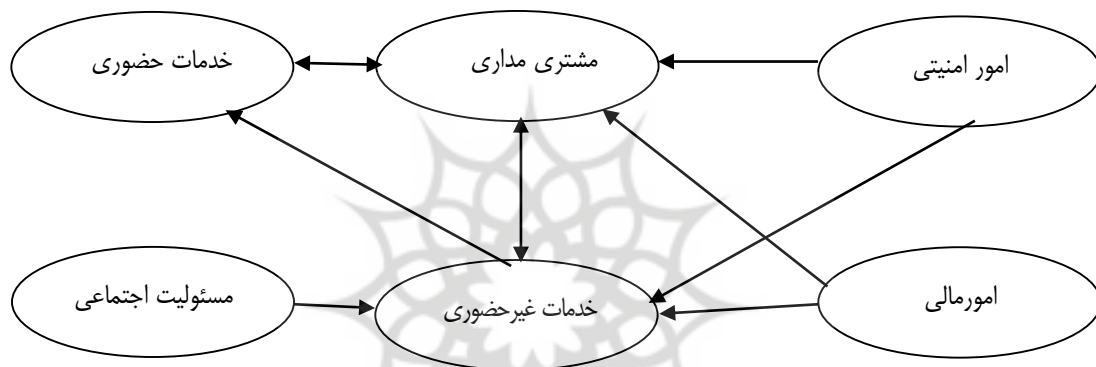 امور امنیتی
مشتری مداری
خدمات حضوری
امورمالی
خدمات غیرحضوری
مسئولیت اجتماعی